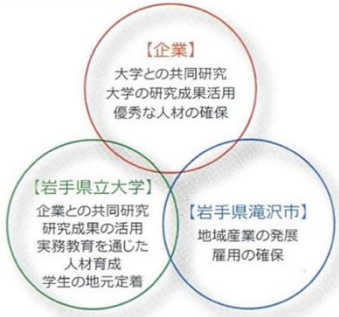 【企業】
大学との共同研究
大学の研究成果活用
優秀な人材の確保
【岩手県立大学】
企業との共同研究
研究成果の活用
実務教育を通じた
人材育成
学生の地元定着
【岩手県滝沢市】
地域産業の発展
雇用の確保